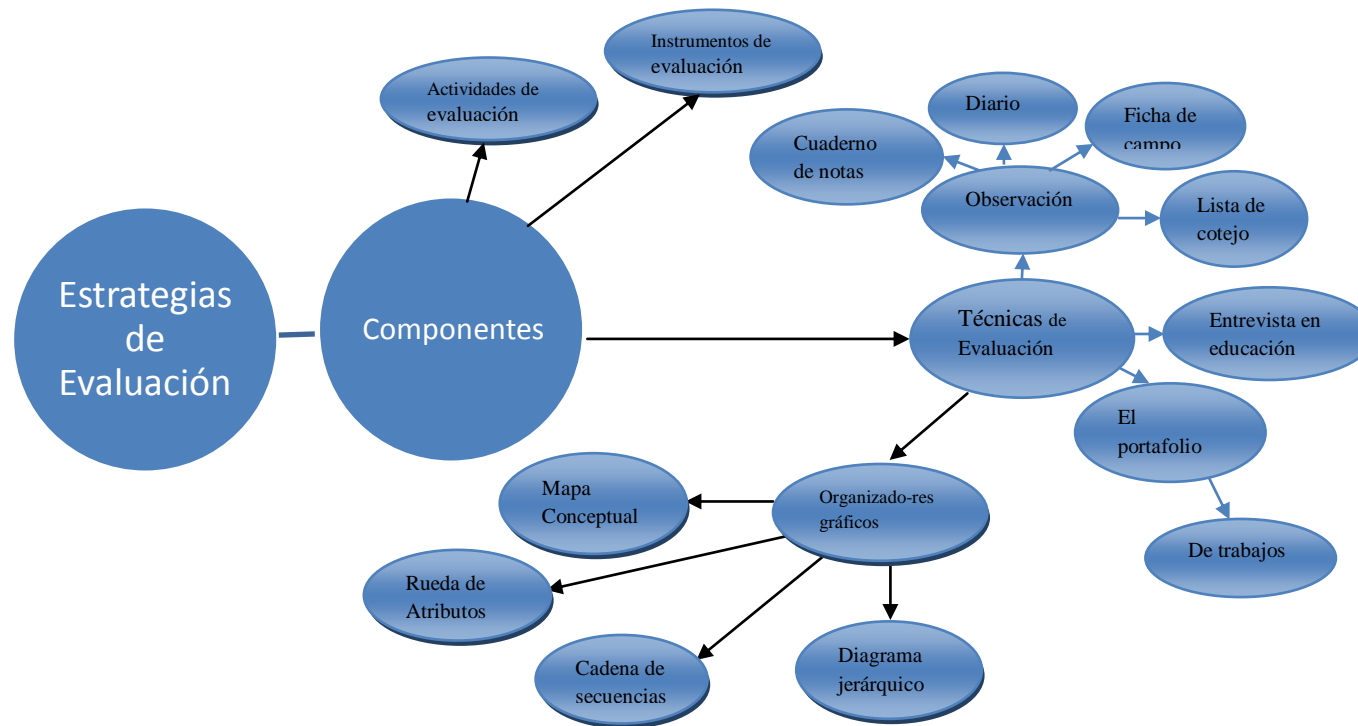 Instrumentos de
evaluación
Actividades de
evaluación
Diario
Ficha de
campo
Cuaderno
de notas
Observación
Lista de
cotejo
Estrategias
de
Evaluación
Componentes
Técnicas de
Evaluación
Entrevista en
educación
El
portafolio
De trabajos
Organizado-res
gráficos
Mapa
Conceptual
Rueda de
Atributos
Cadena de
secuencias
Diagrama
jerárquico